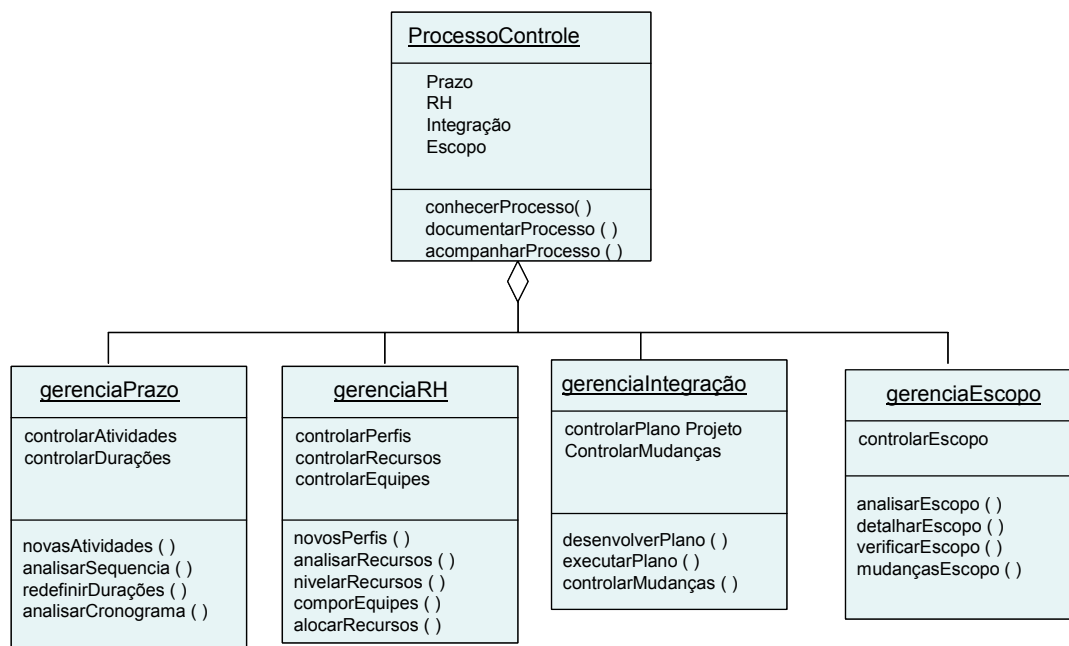 ProcessoControle
Prazo
RH
Integração
Escopo
conhecerProcesso( )
documentarProcesso ( )
acompanharProcesso ( )
gerenciaPrazo
controlarAtividades
controlarDurações
novasAtividades ( )
analisarSequencia ( )
redefinirDurações ( )
analisarCronograma ( )
gerenciaRH
controlarPerfis
controlarRecursos
controlarEquipes
novosPerfis ( )
analisarRecursos ( )
nivelarRecursos ( )
comporEquipes ( )
alocarRecursos ( )
gerenciaIntegração
controlarPlano Projeto
ControlarMudanças
desenvolverPlano ( )
executarPlano ( )
controlarMudanças ( )
gerenciaEscopo
controlarEscopo
analisarEscopo ( )
detalharEscopo ( )
verificarEscopo ( )
mudançasEscopo ( )